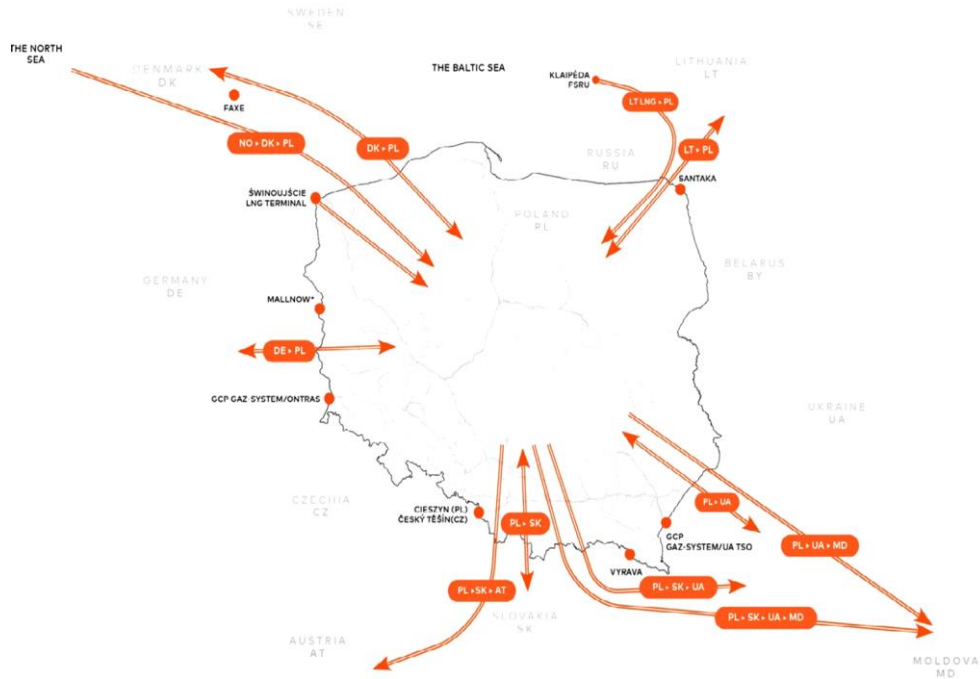 SWEDEN
SE
THE NORTH
SEA
DENMARK
DK
THE BALTIC SEA
KLAIPĖDA
FSRU
LITHUANIA
LT
FAXE
LT LNG ▸ PL
NO ▸ DK ▸ PL
DK ▸ PL
LT ▸ PL
RUSSIA
RU
SANTAKA
ŚWINOUJŚCIE
LNG TERMINAL
POLAND
PL
BELARUS
BY
GERMANY
DE
MALLNOW*
DE ▸ PL
GCP GAZ-SYSTEM/ONTRAS
UKRAINE
UA
CZECHIA
CZ
CIESZYN (PL)
ČESKÝ TĚŠÍN(CZ)
PL ▸ SK
PL ▸ UA
GCP
GAZ-SYSTEM/UA TSO
PL ▸ UA ▸ MD
VYRAVA
PL ▸ SK ▸ AT
PL ▸ SK ▸ UA
SLOVAKIA
SK
PL ▸ SK ▸ UA ▸ MD
AUSTRIA
AT
MOLDOVA
MD